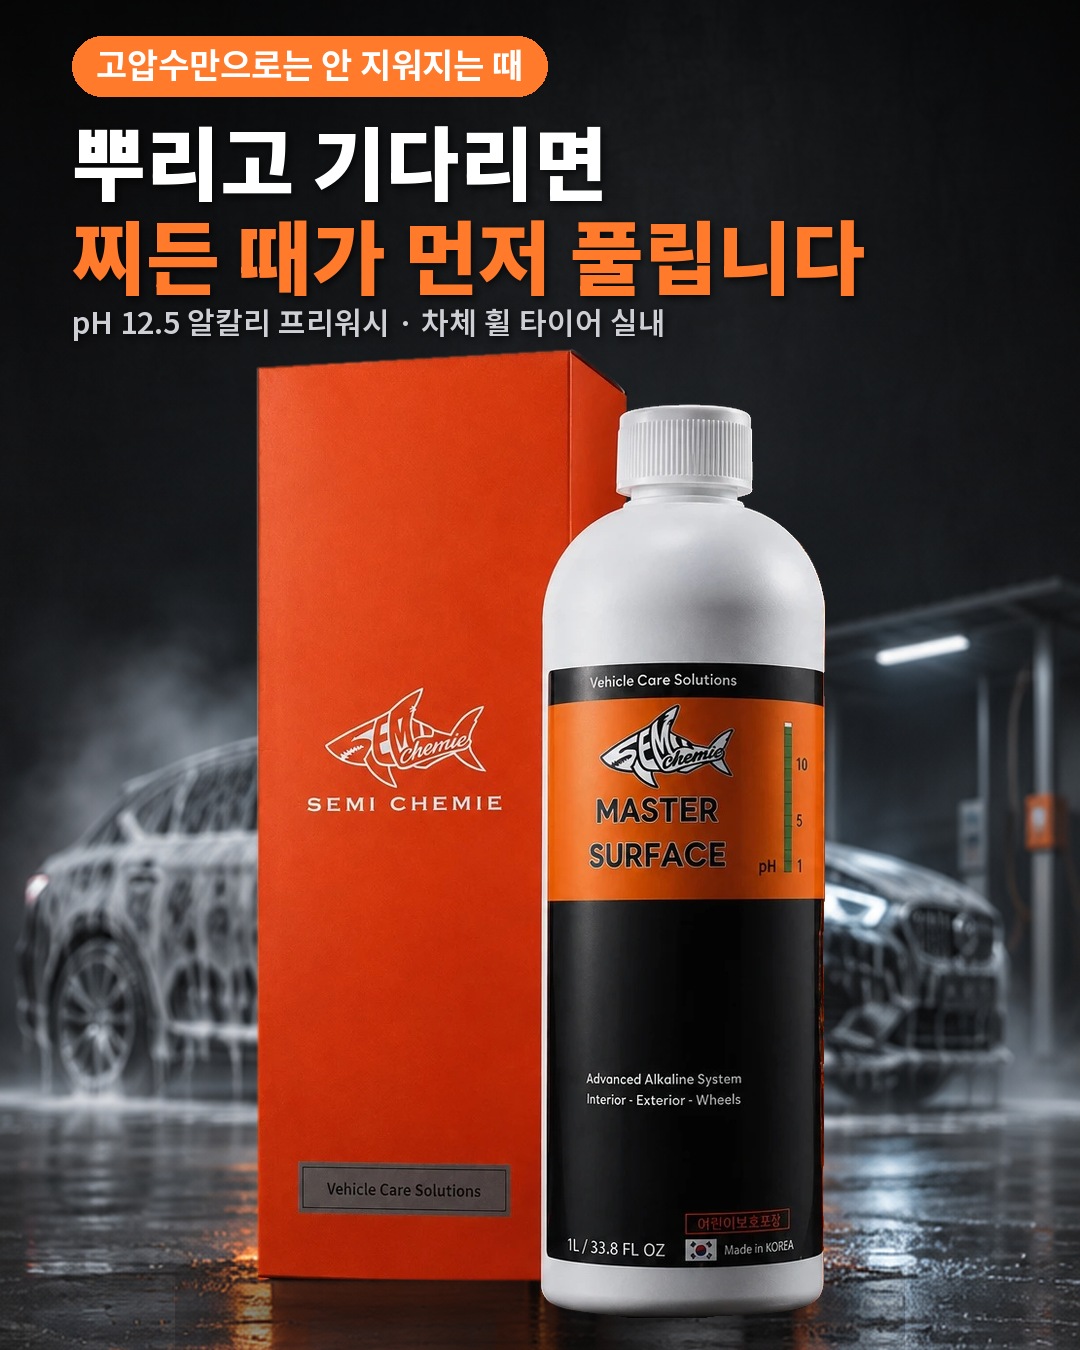 고압수만으로는 안 지워지는 때
뿌리고 기다리면
찌든 때가 먼저 풀립니다
pH 12.5 알칼리 프리워시 · 차체 휠 타이어 실내
SEMI Chemie
SEMI CHEMIE
Vehicle Care Solutions
Vehicle Care Solutions
SEMI Chemie
MASTER
SURFACE
10
5
pH 1
Advanced Alkaline System
Interior - Exterior - Wheels
어린이보호포장
1L / 33.8 FL OZ
Made in KOREA